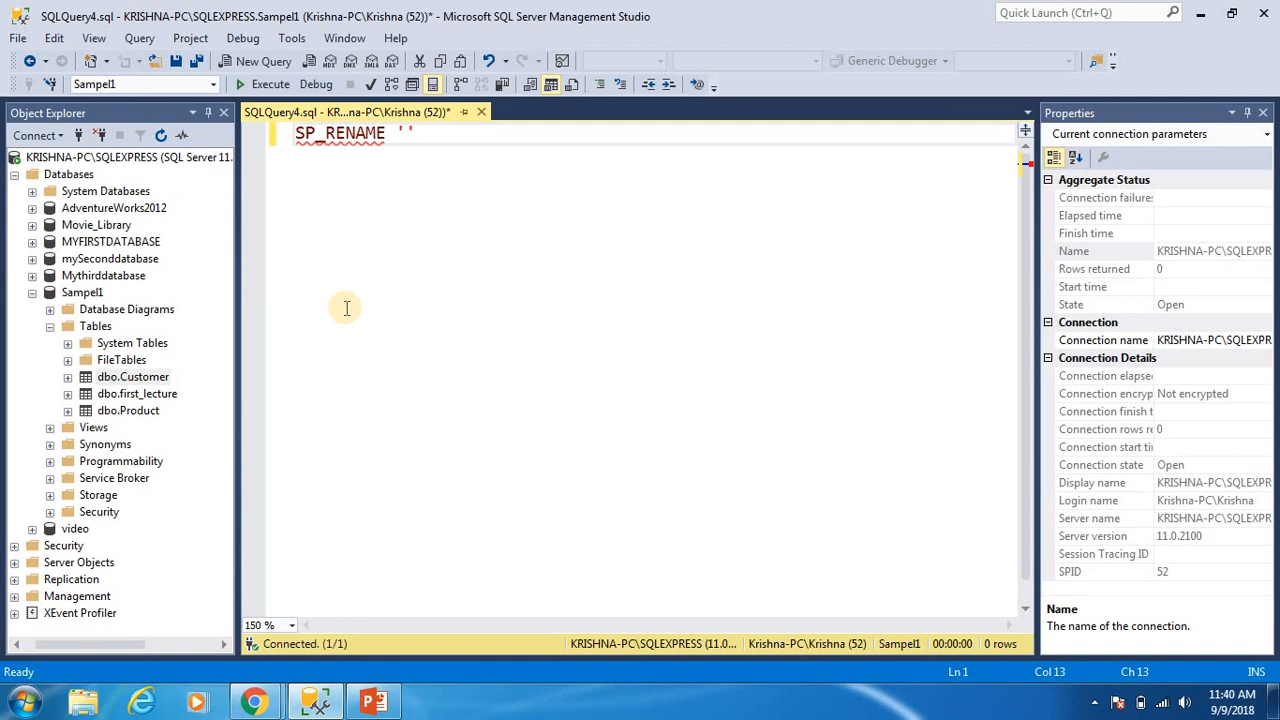 SQLQuery4.sql - KRISHNA-PC\SQLEXPRESS.Sampel1 (Krishna-PC\Krishna (52))* - Microsoft SQL Server Management Studio
Quick Launch (Ctrl+Q)
File Edit View Query Project Debug Tools Window Help
New Query MDX DMX XMLA DAX Generic Debugger
Sampel1 Execute Debug
Object Explorer
Connect
KRISHNA-PC\SQLEXPRESS (SQL Server 11.
Databases
System Databases
AdventureWorks2012
Movie_Library
MYFIRSTDATABASE
mySeconddatabase
Mythirddatabase
Sampel1
Database Diagrams
Tables
System Tables
FileTables
dbo.Customer
dbo.first_lecture
dbo.Product
Views
Synonyms
Programmability
Service Broker
Storage
Security
video
Security
Server Objects
Replication
Management
XEvent Profiler
SQLQuery4.sql - KR...na-PC\Krishna (52))*
SP_RENAME ''
150 %
Connected. (1/1) KRISHNA-PC\SQLEXPRESS (11.0... Krishna-PC\Krishna (52) Sampel1 00:00:00 0 rows
Properties
Current connection parameters
Aggregate Status
Connection failures
Elapsed time
Finish time
Name KRISHNA-PC\SQLEXPR
Rows returned 0
Start time
State Open
Connection
Connection name KRISHNA-PC\SQLEXPR
Connection Details
Connection elapse
Connection encryp Not encrypted
Connection finish t
Connection rows re 0
Connection start ti
Connection state Open
Display name KRISHNA-PC\SQLEXPR
Login name Krishna-PC\Krishna
Server name KRISHNA-PC\SQLEXPR
Server version 11.0.2100
Session Tracing ID
SPID 52
Name
The name of the connection.
Ready Ln 1 Col 13 Ch 13 INS
11:40 AM
9/9/2018